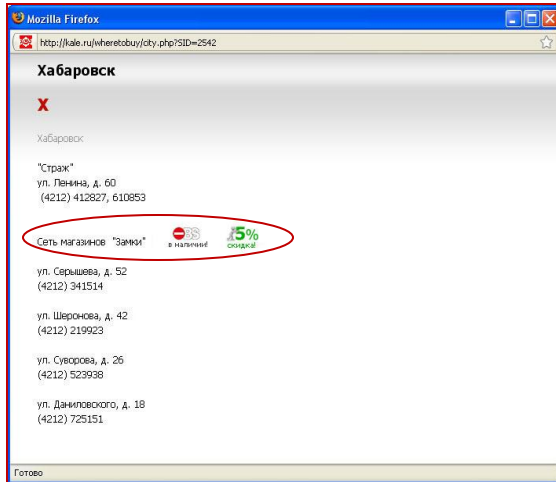 Mozilla Firefox
http://kale.ru/wheretobuy/city.php?SID=2542
Хабаровск
Х
Хабаровск
"Страж"
ул. Ленина, д. 60
(4212) 412827, 610853
Сеть магазинов "Замки"
BS
в наличии!
5%
скидка!
ул. Серышева, д. 52
(4212) 341514
ул. Шеронова, д. 42
(4212) 219923
ул. Суворова, д. 26
(4212) 523938
ул. Даниловского, д. 18
(4212) 725151
Готово